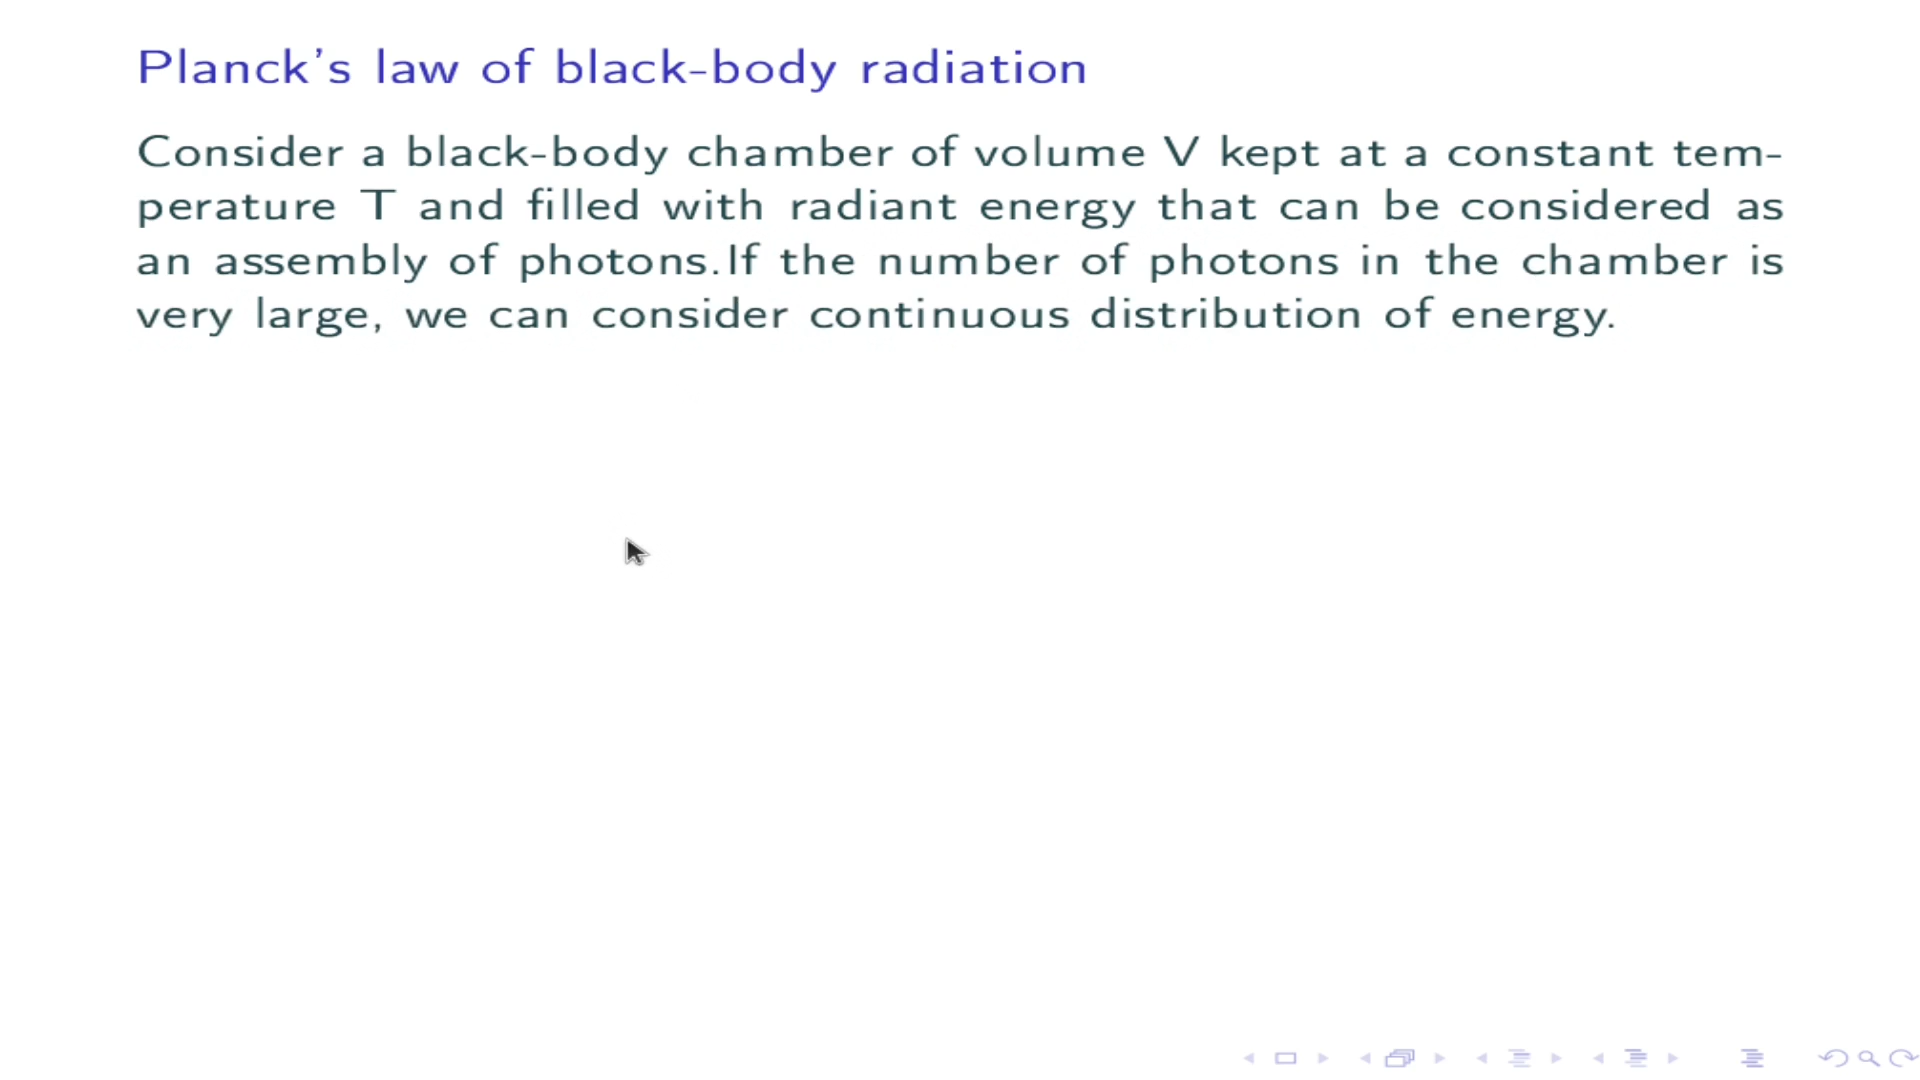 Planck's law of black-body radiation
Consider a black-body chamber of volume V kept at a constant tem-
perature T and filled with radiant energy that can be considered as
an assembly of photons.If the number of photons in the chamber is
very large, we can consider continuous distribution of energy.